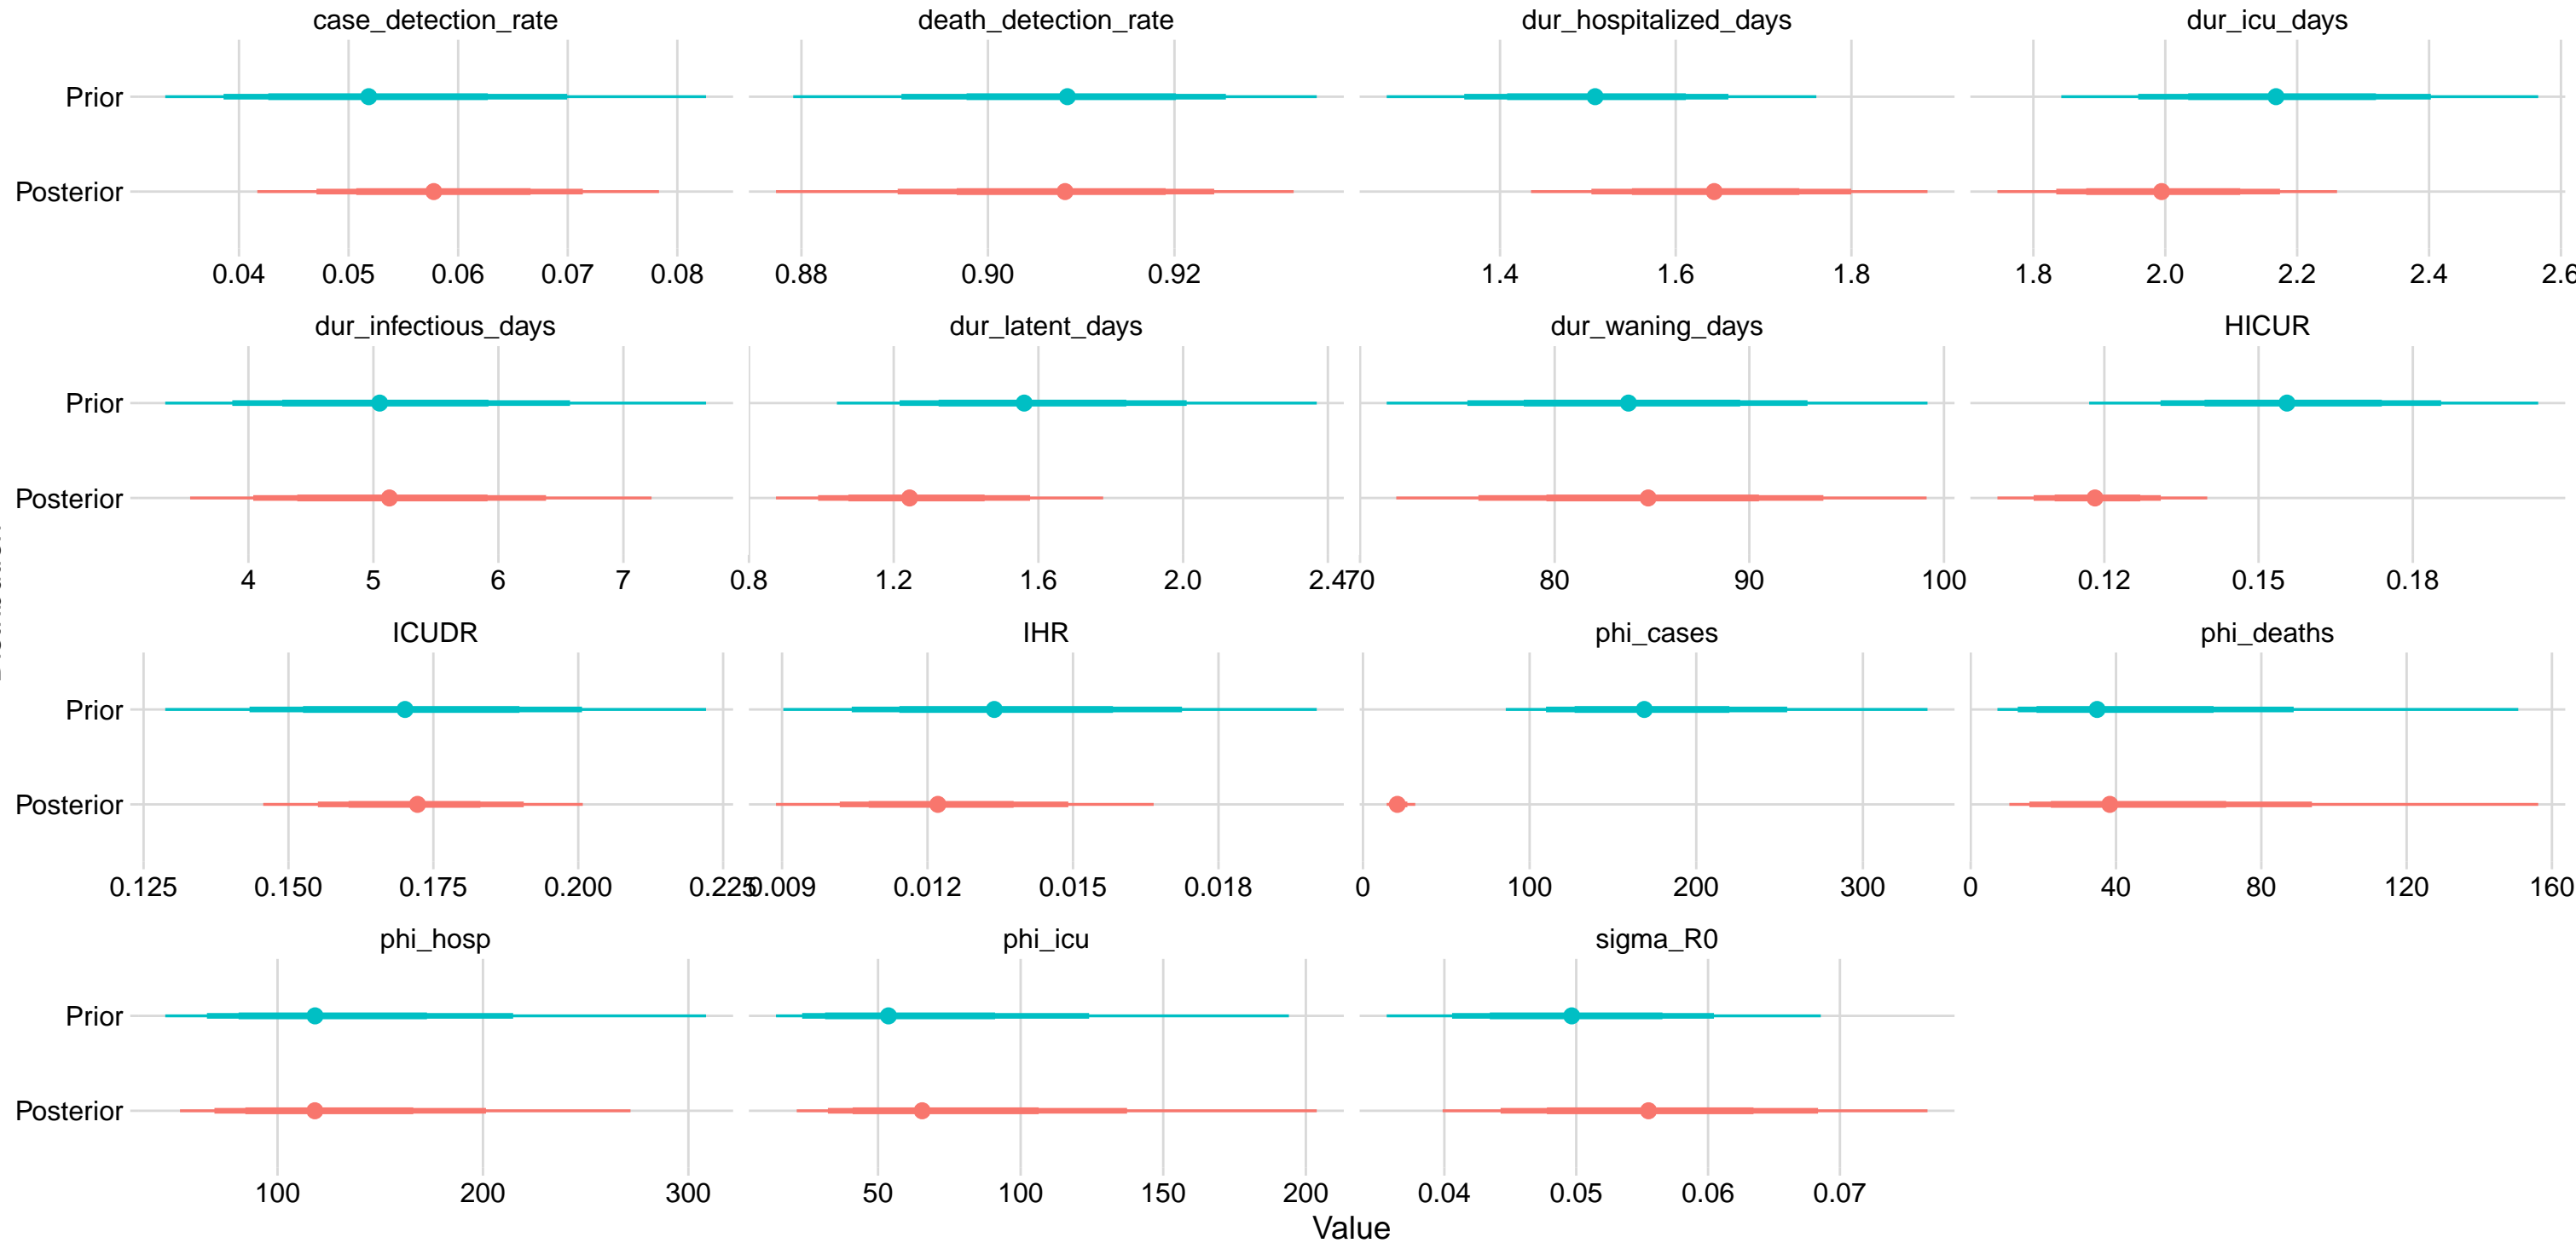 case_detection_rate death_detection_rate dur_hospitalized_days dur_icu_days
Prior
Posterior
0.04 0.05 0.06 0.07 0.08 0.88 0.90 0.92 1.4 1.6 1.8 1.8 2.0 2.2 2.4 2.6
dur_infectious_days dur_latent_days dur_waning_days HICUR
Prior
Posterior
4 5 6 7 0.8 1.2 1.6 2.0 2.4 70 80 90 100 0.12 0.15 0.18
ICUDR IHR phi_cases phi_deaths
Prior
Posterior
0.125 0.150 0.175 0.200 0.225 0.009 0.012 0.015 0.018 0 100 200 300 0 40 80 120 160
phi_hosp phi_icu sigma_R0
Prior
Posterior
100 200 300 50 100 150 200 0.04 0.05 0.06 0.07
Value